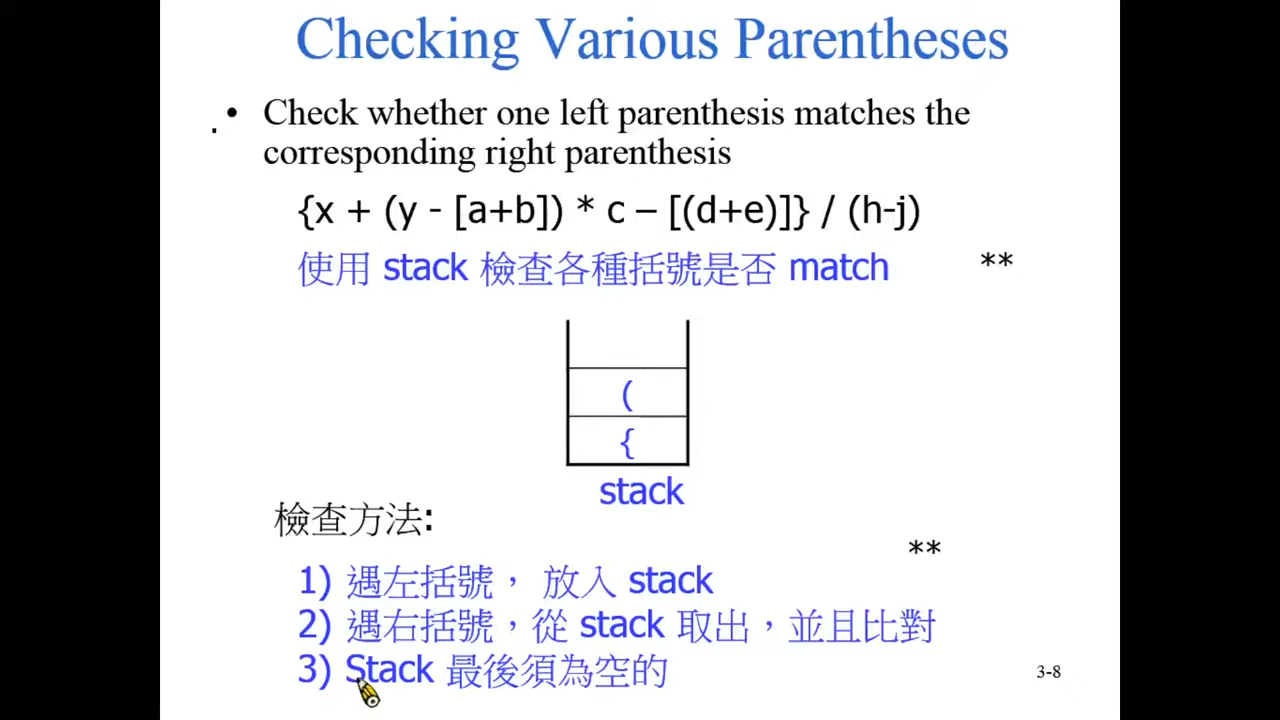 Checking Various Parentheses
• Check whether one left parenthesis matches the
corresponding right parenthesis
{x + (y - [a+b]) * c – [(d+e)]} / (h-j)
使用 stack 檢查各種括號是否 match **
(
{
stack
檢查方法:
**
1) 遇左括號， 放入 stack
2) 遇右括號，從 stack 取出，並且比對
3) Stack 最後須為空的
3-8